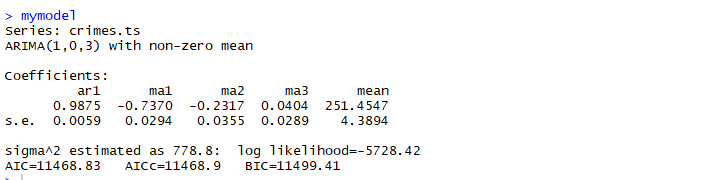 > mymodel
Series: crimes.ts
ARIMA(1,0,3) with non-zero mean
Coefficients:
ar1 ma1 ma2 ma3 mean
0.9875 -0.7370 -0.2317 0.0404 251.4547
s.e. 0.0059 0.0294 0.0355 0.0289 4.3894
sigma^2 estimated as 778.8: log likelihood=-5728.42
AIC=11468.83 AICc=11468.9 BIC=11499.41
>